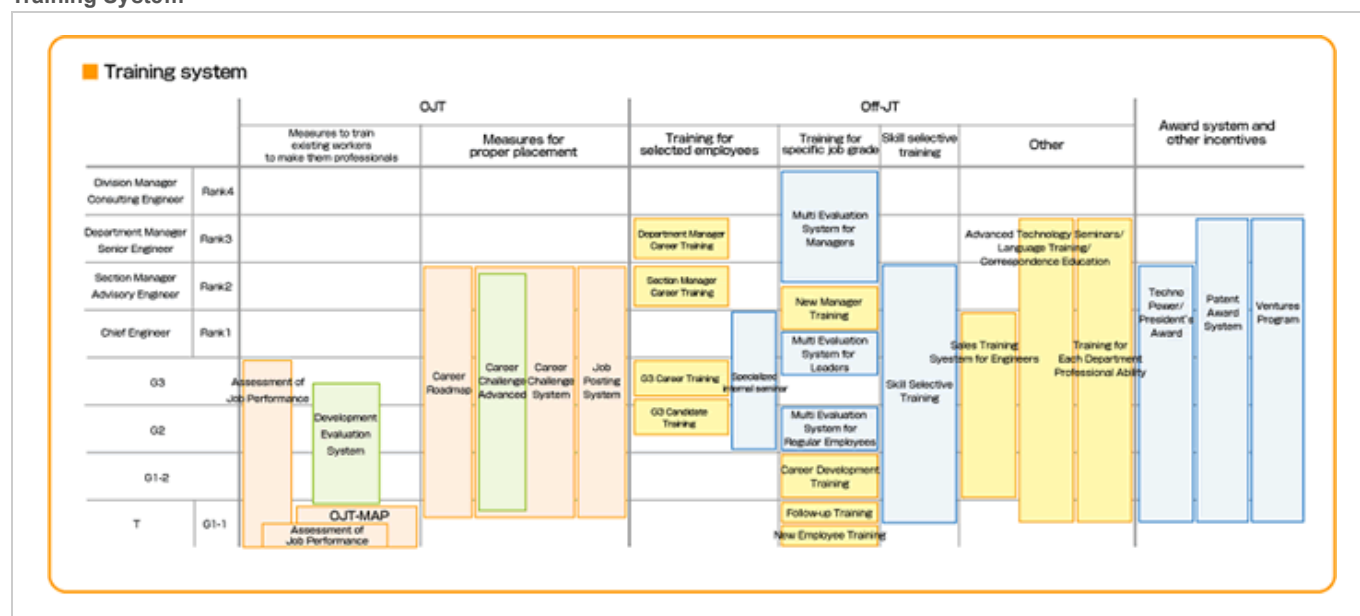 Training System
Training system
OJT
Off-JT
Award system and
other incentives
Measures to train
existing workers
to make them professionals
Measures for
proper placement
Training for
selected employees
Training for
specific job grade
Skill selective
training
Other
Division Manager
Consulting Engineer
Rank4
Department Manager
Senior Engineer
Rank3
Section Manager
Advisory Engineer
Rank2
Chief Engineer
Rank1
G3
G2
G1-2
T
G1-1
Assessment of
Job Performance
Development
Evaluation
System
OJT-MAP
Assessment of
Job Performance
Career
Roadmap
Career
Challenge
Advanced
Career
Challenge
System
Job
Posting
System
Department Manager
Career Training
Section Manager
Career Training
G3 Career Training
G3 Candidate
Training
Specialized
internal seminar
Multi Evaluation
System for
Managers
New Manager
Training
Multi Evaluation
System for
Leaders
Multi Evaluation
System for
Regular Employees
Career Development
Training
Follow-up Training
New Employee Training
Skill Selective
Training
Advanced Technology Seminars/
Language Training/
Correspondence Education
Sales Training
Syestem for Engineers
Training for
Each Department
Professional Ability
Techno
Power/
President's
Award
Patent
Award
System
Ventures
Program